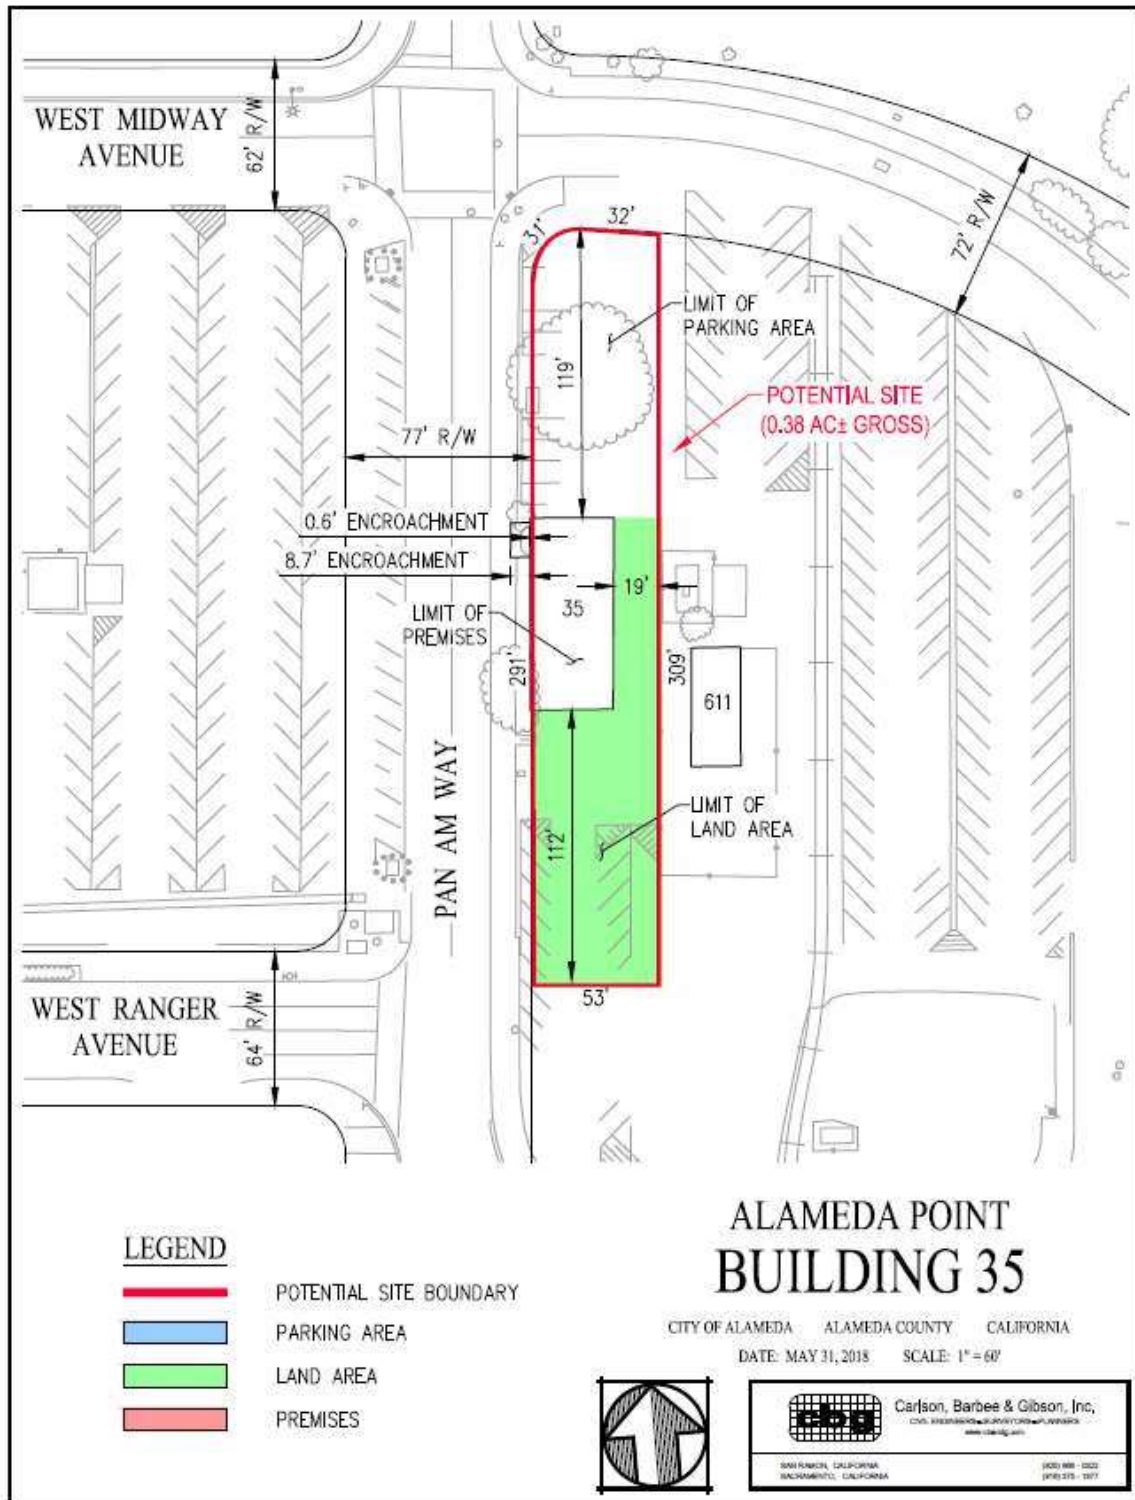 WEST MIDWAY
AVENUE
62' R/W
31'
32'
72' R/W
LIMIT OF
PARKING AREA
119'
POTENTIAL SITE
(0.38 AC± GROSS)
77' R/W
0.6' ENCROACHMENT
8.7' ENCROACHMENT
19'
35
LIMIT OF
PREMISES
291'
309'
611
PAN AM WAY
LIMIT OF
LAND AREA
112'
53'
WEST RANGER
AVENUE
64' R/W
LEGEND
POTENTIAL SITE BOUNDARY
PARKING AREA
LAND AREA
PREMISES
ALAMEDA POINT
BUILDING 35
CITY OF ALAMEDA ALAMEDA COUNTY CALIFORNIA
DATE: MAY 31, 2018 SCALE: 1" = 60'
cbg
Carlson, Barbee & Gibson, Inc.
CIVIL ENGINEERS • SURVEYORS • PLANNERS
SAN RAMON, CALIFORNIA
SACRAMENTO, CALIFORNIA